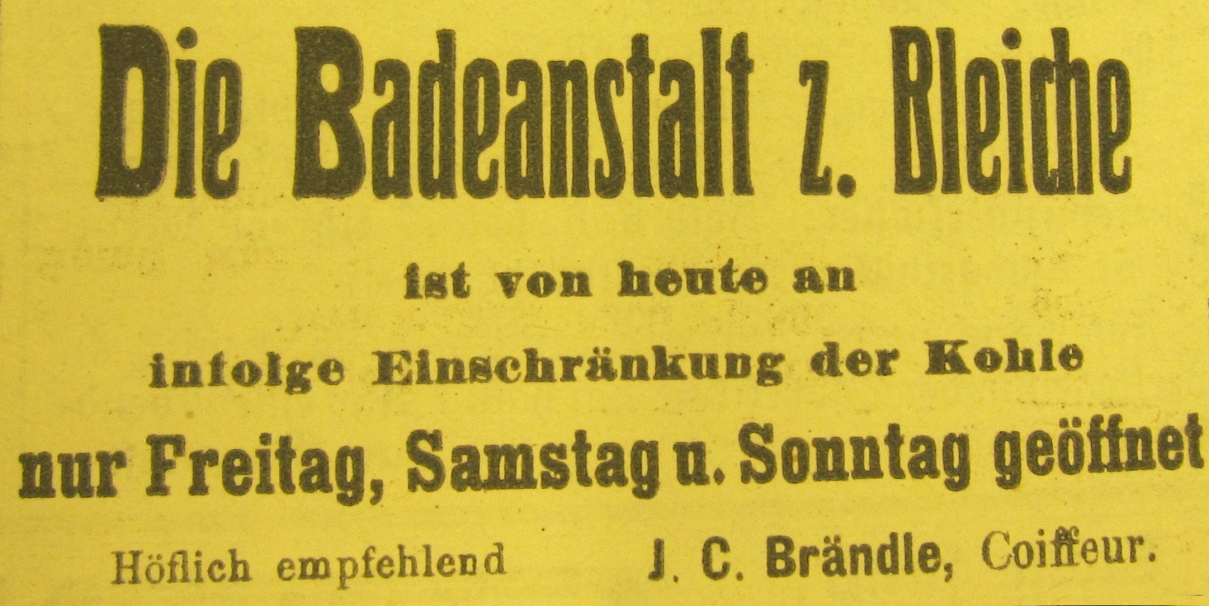 Die Badeanstalt z. Bleiche
ist von heute an
infolge Einschränkung der Kohle
nur Freitag, Samstag u. Sonntag geöffnet
Höflich empfehlend J. C. Brändle, Coiffeur.